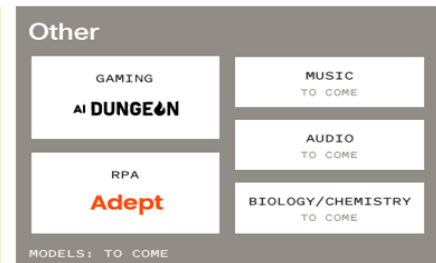 Other
GAMING
AI DUNGEON
RPA
Adept
MUSIC
TO COME
AUDIO
TO COME
BIOLOGY/CHEMISTRY
TO COME
MODELS: TO COME